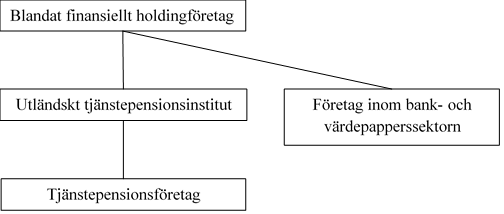 Blandat finansiellt holdingföretag
Utländskt tjänstepensionsinstitut
Företag inom bank- och
värdepapperssektorn
Tjänstepensionsföretag